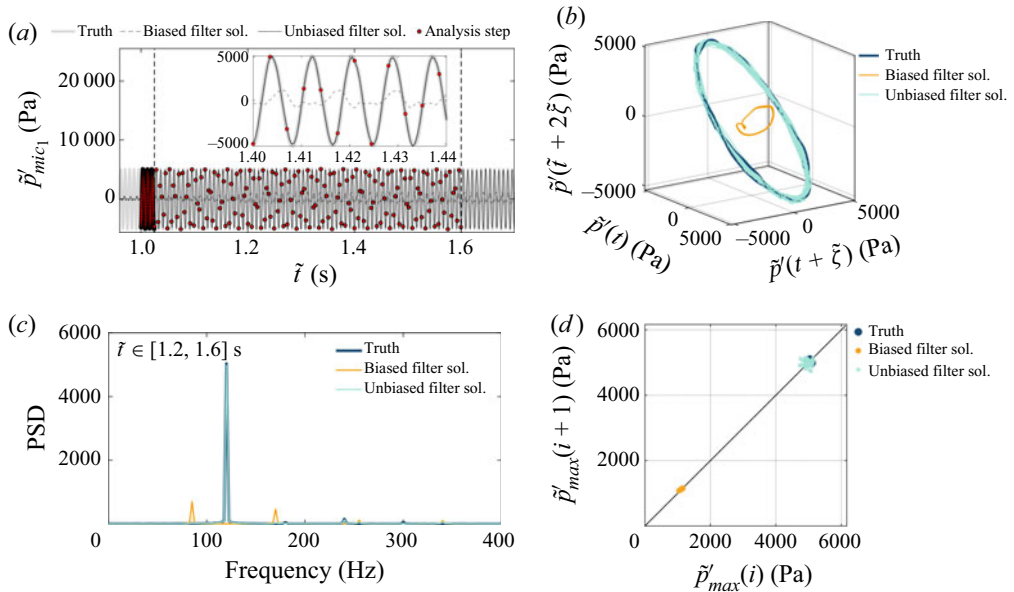 (a)
Truth Biased filter sol. Unbiased filter sol. Analysis step
p̃′mic1 (Pa)
20 000
10 000
0
5000
0
−5000
1.40 1.41 1.42 1.43 1.44
1.0 1.2 1.4 1.6
t̃ (s)
(b)
5000
0
−5000
p̃′(t̃ + 2ζ̃) (Pa)
0
5000
p̃′(t) (Pa)
−5000
0
5000
p̃′(t + ζ̃) (Pa)
Truth
Biased filter sol.
Unbiased filter sol.
(c)
6000
4000
2000
PSD
t̃ ∈ [1.2, 1.6] s
Truth
Biased filter sol.
Unbiased filter sol.
0 100 200 300 400
Frequency (Hz)
(d)
6000
4000
2000
p̃′max(i + 1) (Pa)
0 2000 4000 6000
p̃′max(i) (Pa)
Truth
Biased filter sol.
Unbiased filter sol.